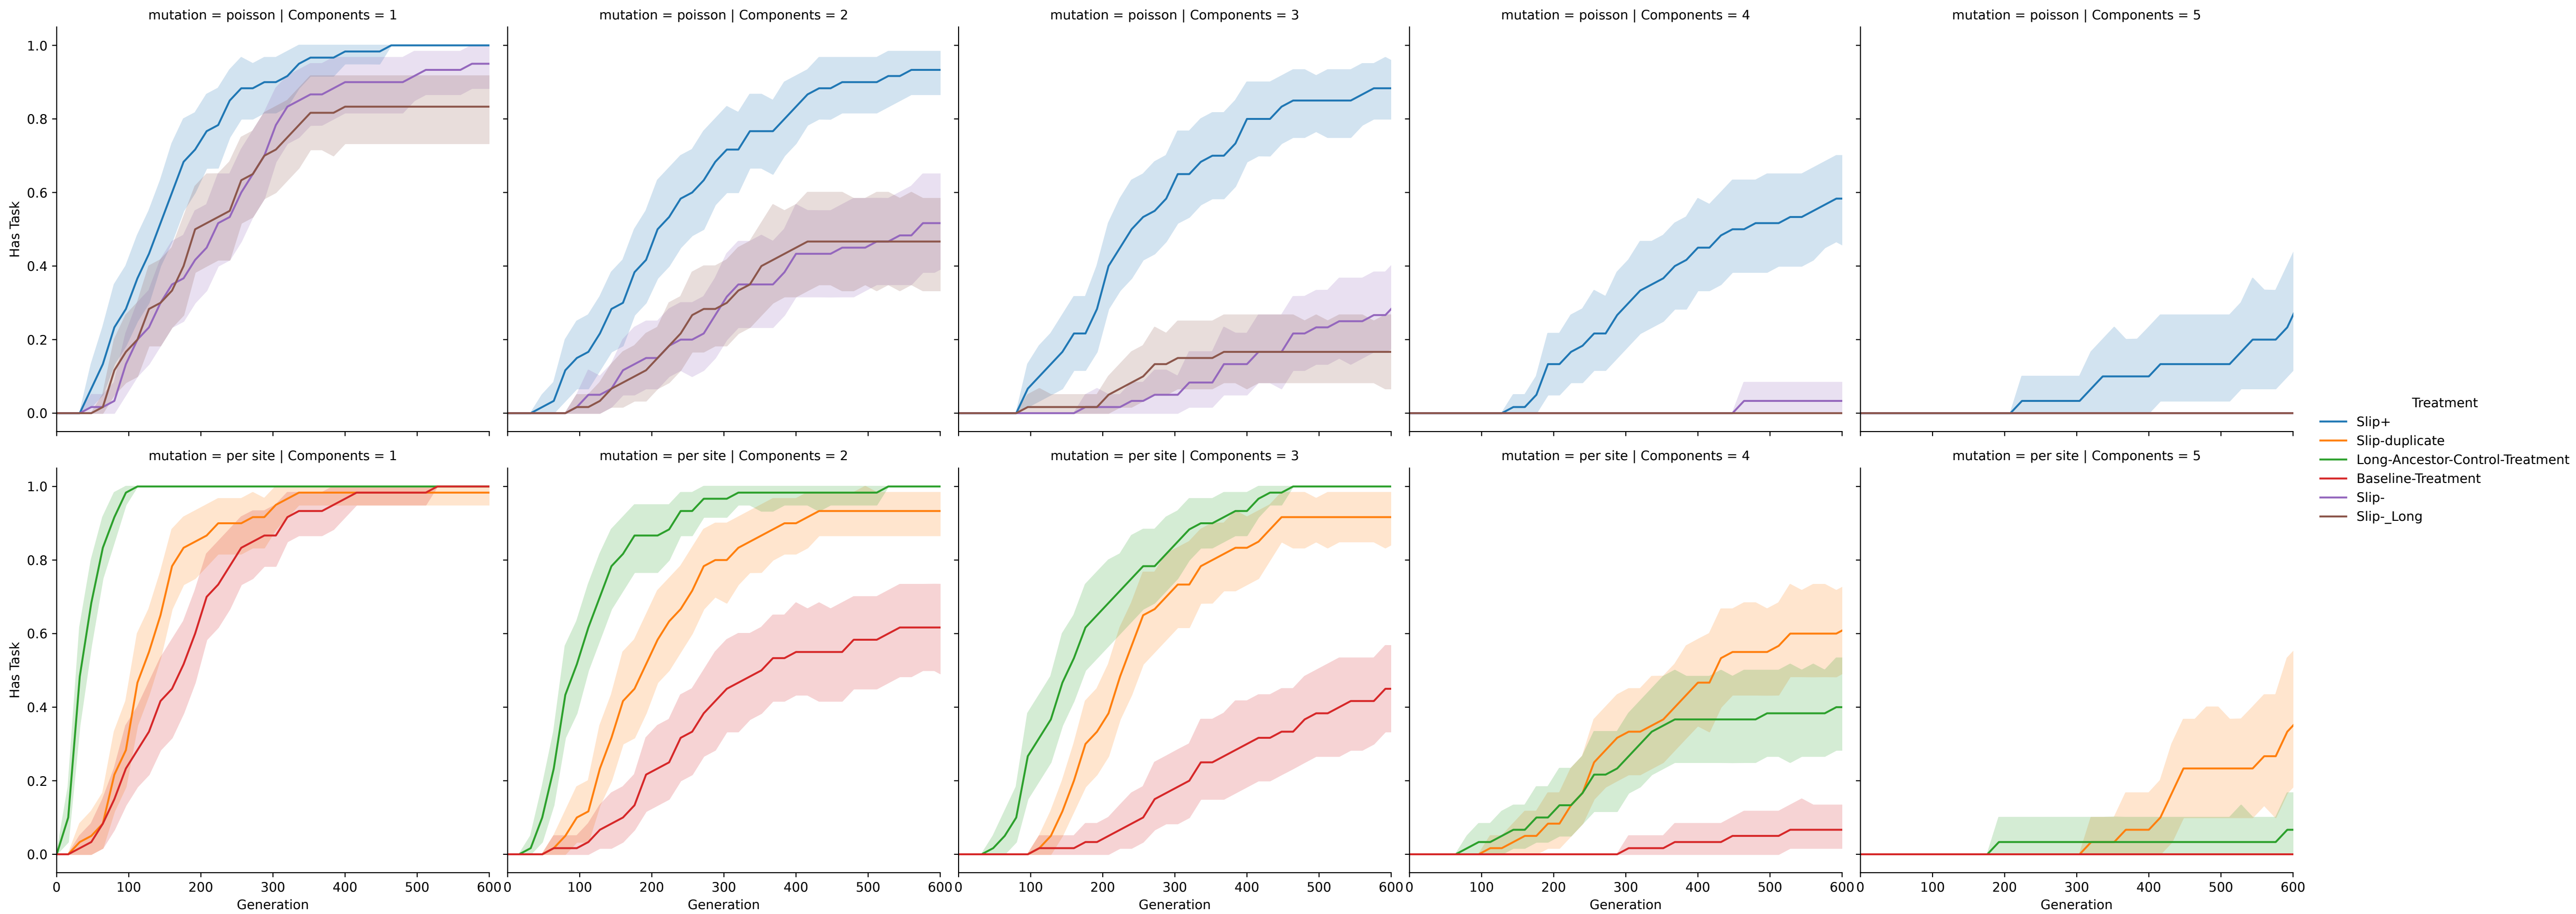 mutation = poisson | Components = 1
mutation = poisson | Components = 2
mutation = poisson | Components = 3
mutation = poisson | Components = 4
mutation = poisson | Components = 5
1.0
0.8
0.6
0.4
0.2
0.0
Has Task
mutation = per site | Components = 1
mutation = per site | Components = 2
mutation = per site | Components = 3
mutation = per site | Components = 4
mutation = per site | Components = 5
1.0
0.8
0.6
0.4
0.2
0.0
Has Task
0 100 200 300 400 500 600
0 100 200 300 400 500 600
0 100 200 300 400 500 600
0 100 200 300 400 500 600
0 100 200 300 400 500 600
Generation
Generation
Generation
Generation
Generation
Treatment
Slip+
Slip-duplicate
Long-Ancestor-Control-Treatment
Baseline-Treatment
Slip-
Slip-_Long